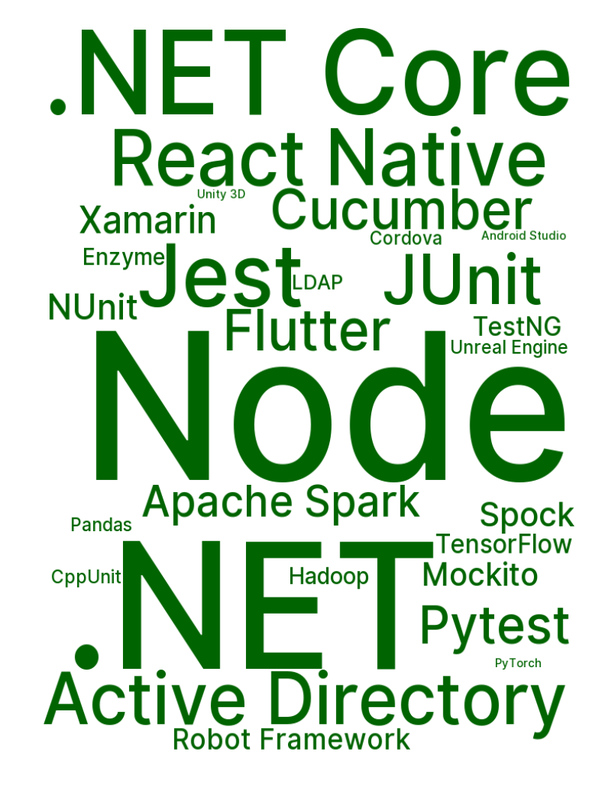 .NET Core
React Native
Unity 3D
Xamarin
Cucumber
Cordova
Android Studio
Enzyme
Jest
LDAP
JUnit
NUnit
Flutter
TestNG
Unreal Engine
Node
Apache Spark
Spock
Pandas
TensorFlow
CppUnit
.NET
Hadoop
Mockito
Pytest
PyTorch
Active Directory
Robot Framework